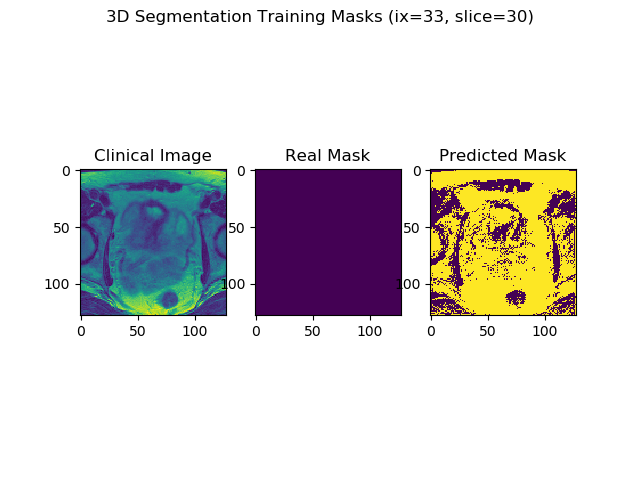 3D Segmentation Training Masks (ix=33, slice=30)
Clinical Image Real Mask Predicted Mask
0 0 0
50 50 50
100 100 100
0 50 100 0 50 100 0 50 100